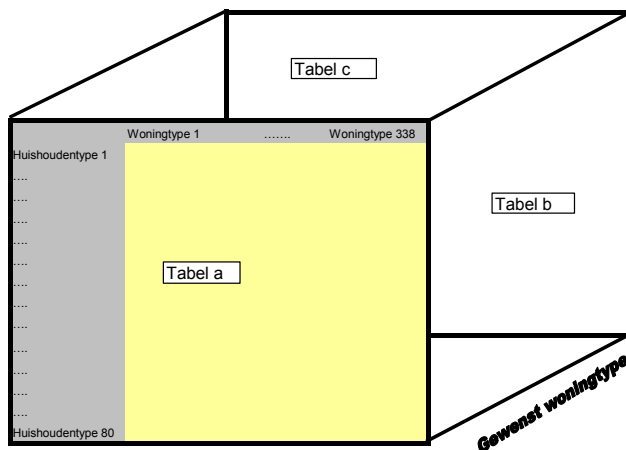 Tabel c
Woningtype 1 ....... Woningtype 338
Huishoudentype 1
....
....
....
....
Tabel b
....
Tabel a
....
....
....
....
....
....
....
Huishoudentype 80
Gewenst woningtype